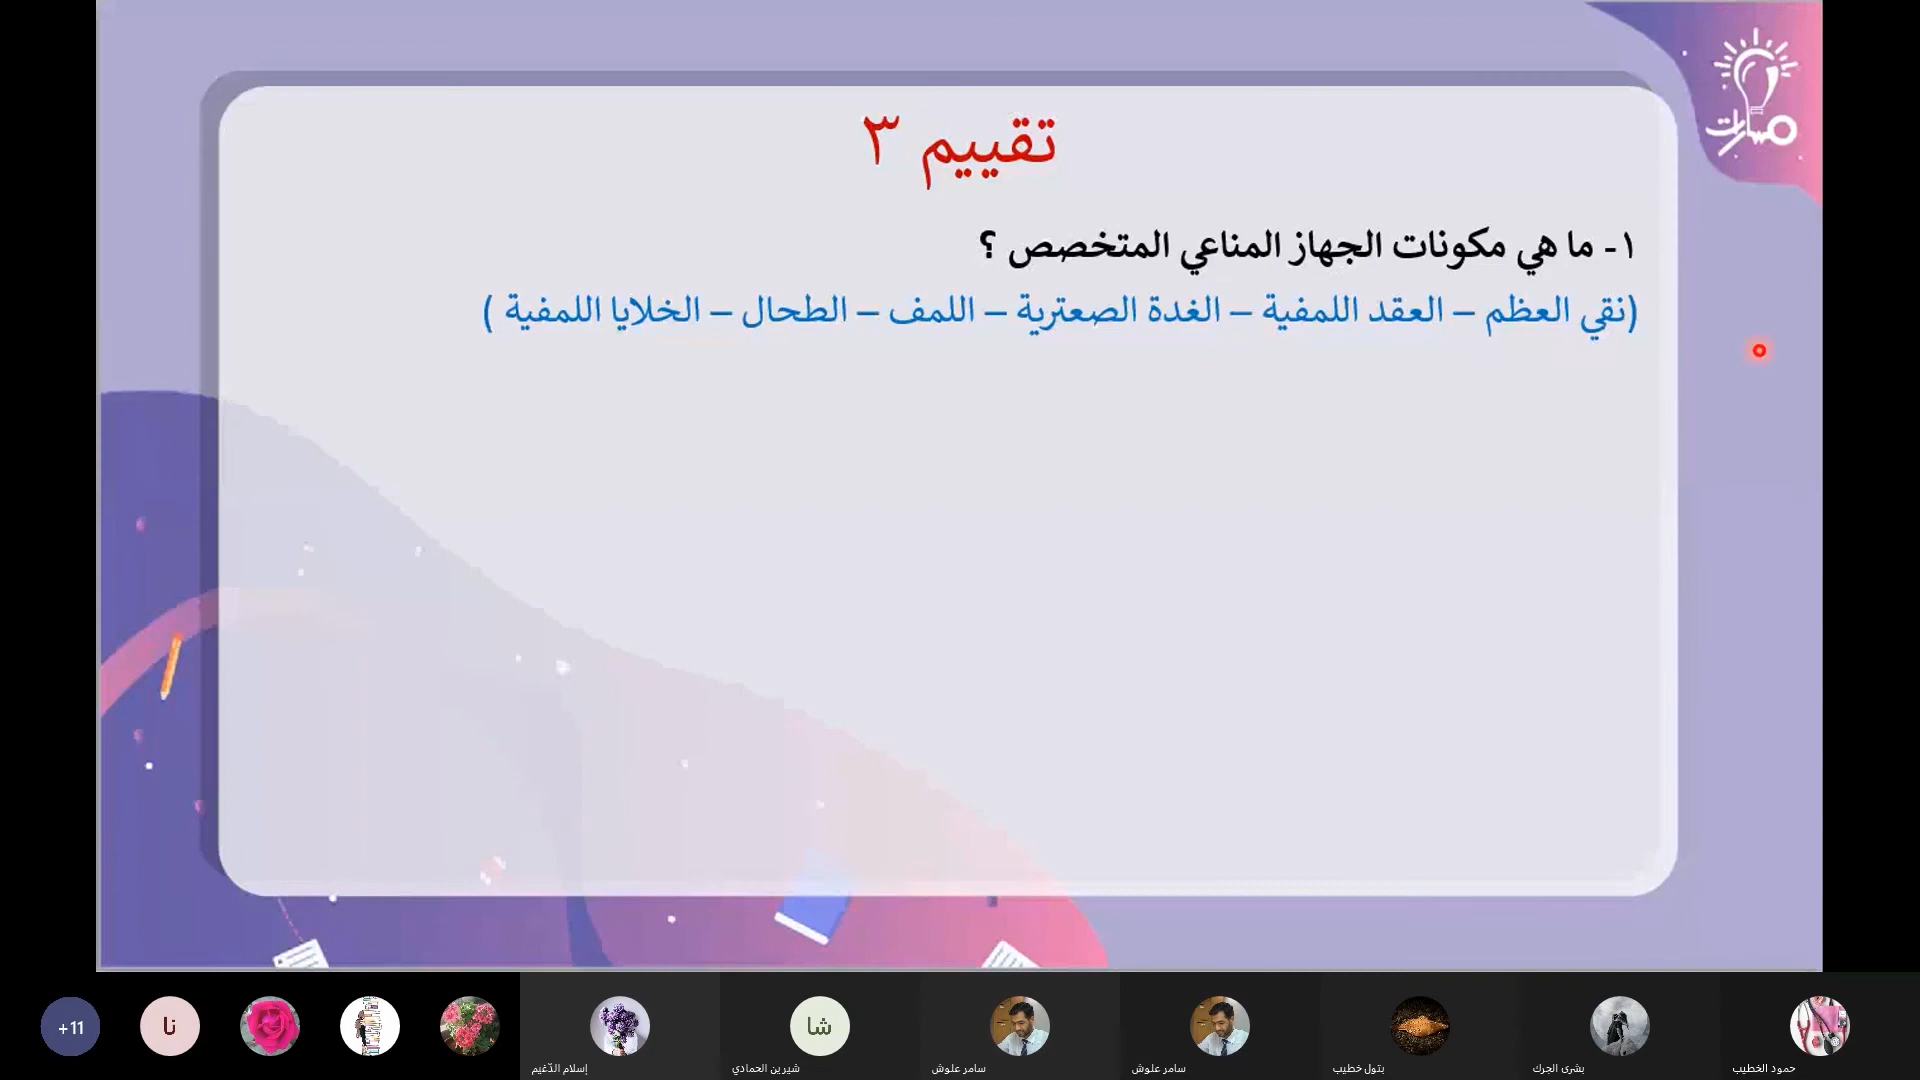 مسارات
تقييم ٣
١- ما هي مكونات الجهاز المناعي المتخصص ؟
(نقي العظم – العقد اللمفية – الغدة الصعترية – اللمف – الطحال – الخلايا اللمفية )
+11
نا
شا
إسلام الدّغيم
شيرين الحمادي
سامر علوش
سامر علوش
بتول خطيب
بشرى الجرك
حمود الخطيب